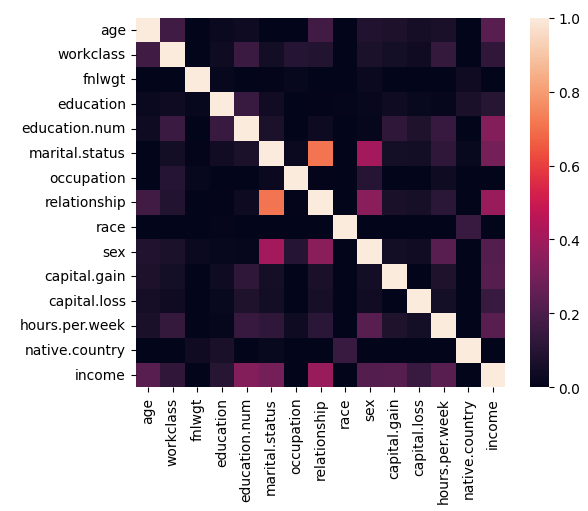 age
workclass
fnlwgt
education
education.num
marital.status
occupation
relationship
race
sex
capital.gain
capital.loss
hours.per.week
native.country
income
age
workclass
fnlwgt
education
education.num
marital.status
occupation
relationship
race
sex
capital.gain
capital.loss
hours.per.week
native.country
income
1.0
0.8
0.6
0.4
0.2
0.0